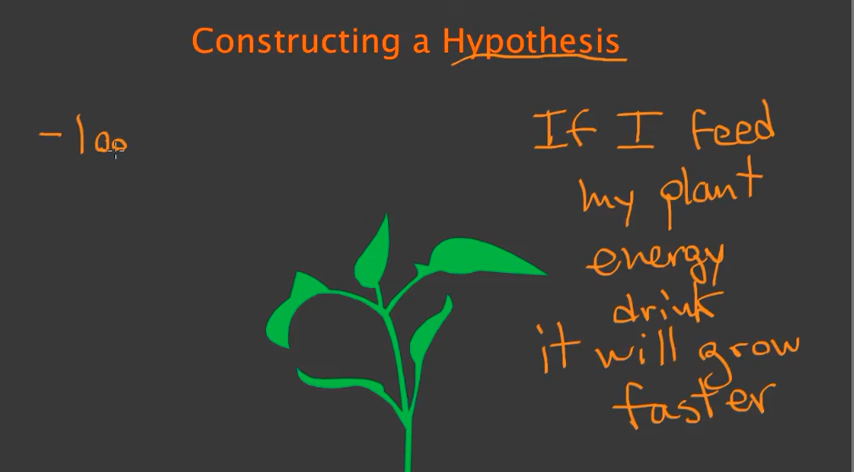 Constructing a Hypothesis
If I feed
my plant
energy
drink
it will grow
faster